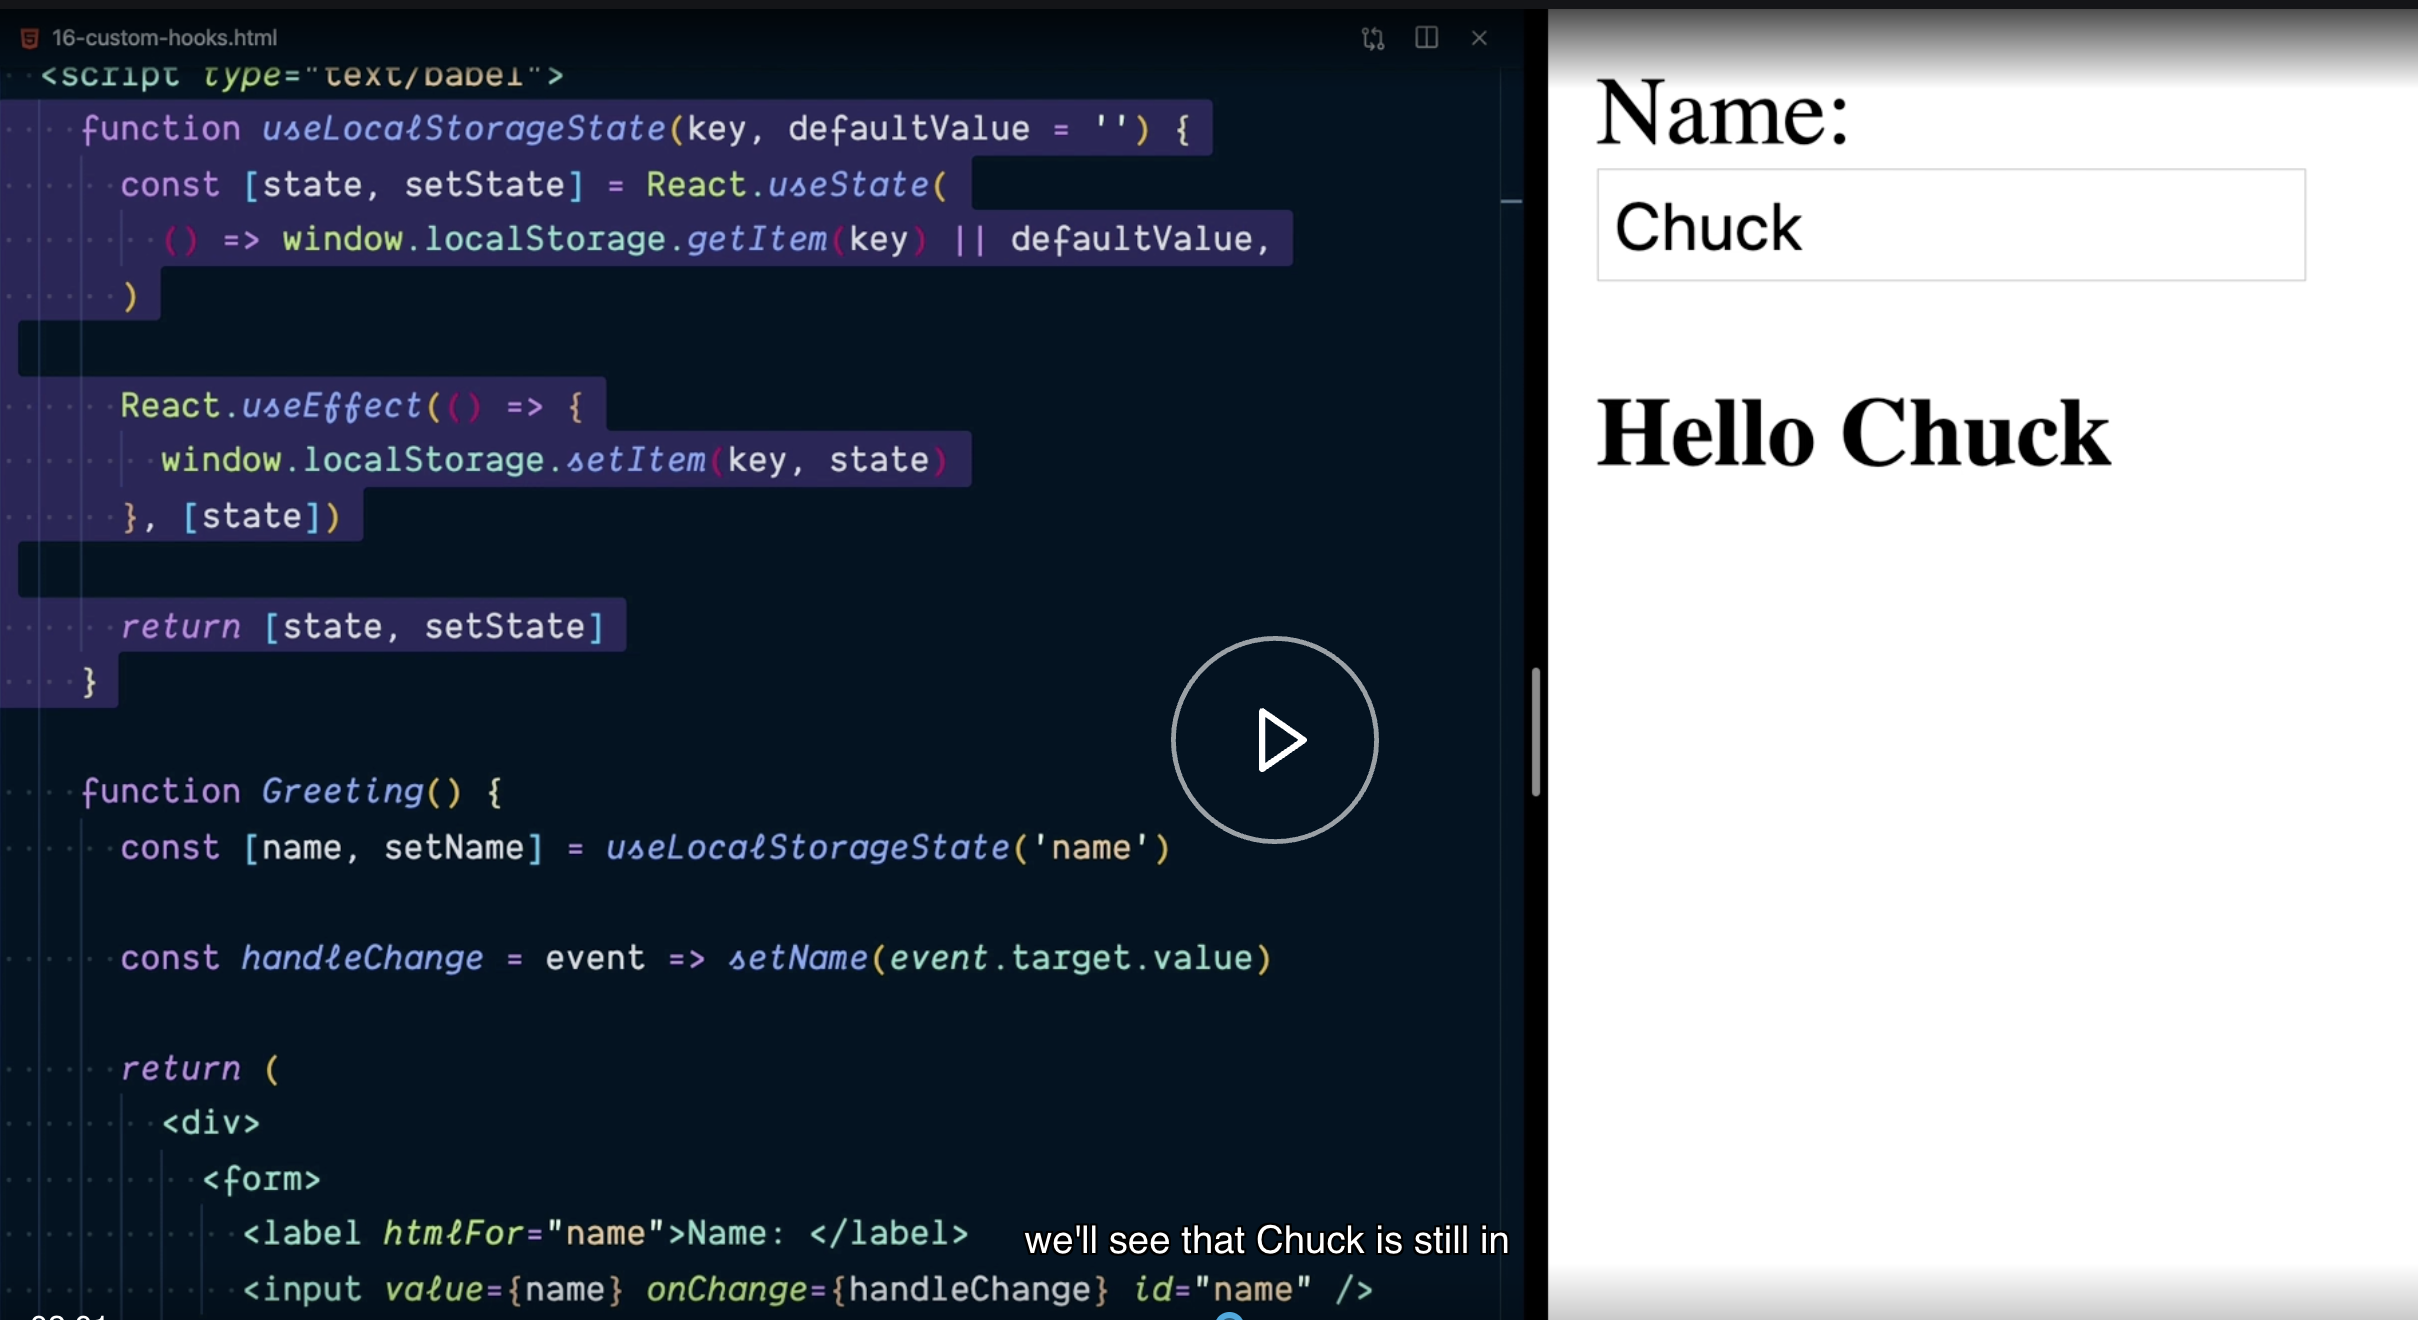 16-custom-hooks.html
<script type="text/babel">
function useLocalStorageState(key, defaultValue = '') {
const [state, setState] = React.useState(
() => window.localStorage.getItem(key) || defaultValue,
)
React.useEffect(() => {
window.localStorage.setItem(key, state)
}, [state])
return [state, setState]
}
function Greeting() {
const [name, setName] = useLocalStorageState('name')
const handleChange = event => setName(event.target.value)
return (
<div>
<form>
<label htmlFor="name">Name: </label>
<input value={name} onChange={handleChange} id="name" />
we'll see that Chuck is still in
Name:
Chuck
Hello Chuck